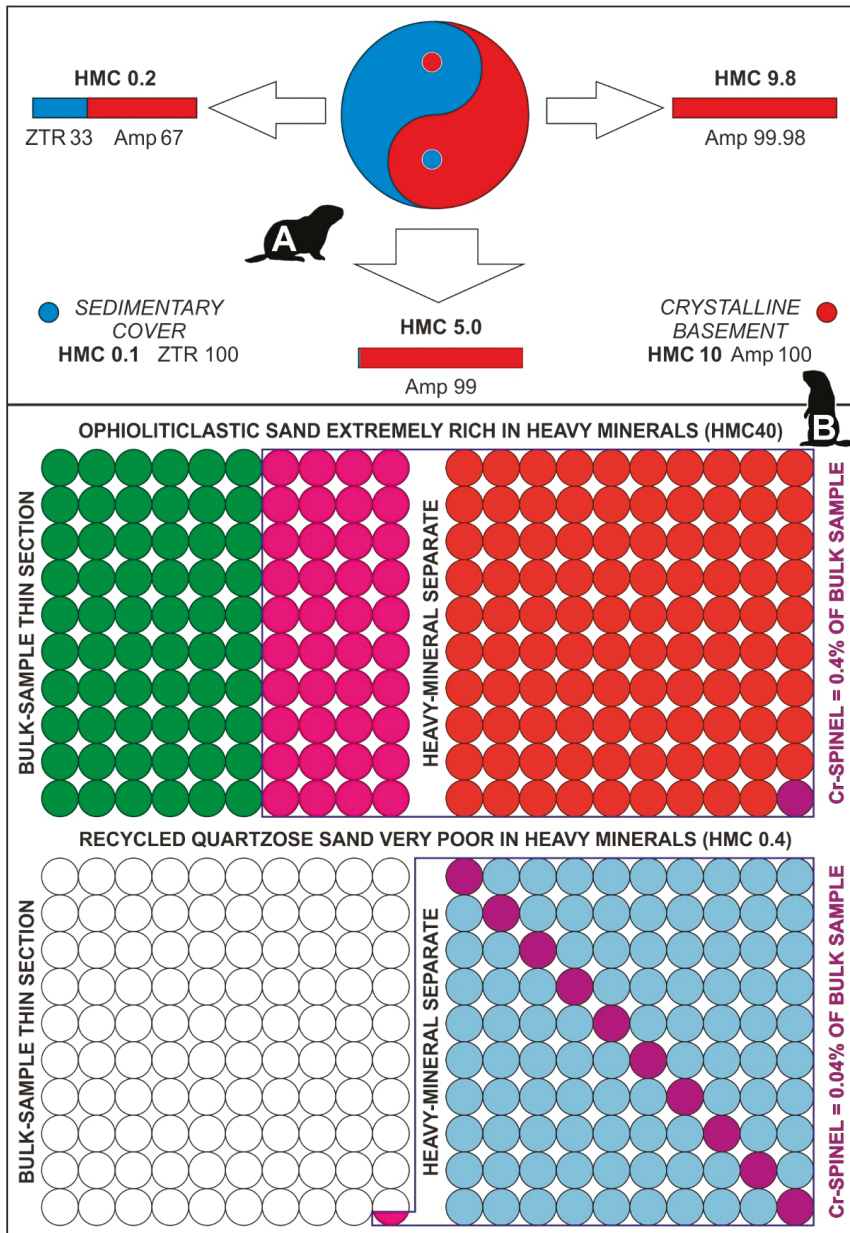 HMC 0.2
ZTR 33 Amp 67
HMC 9.8
Amp 99.98
A
SEDIMENTARY
COVER
HMC 0.1 ZTR 100
HMC 5.0
Amp 99
CRYSTALLINE
BASEMENT
HMC 10 Amp 100
B
OPHIOLITICLASTIC SAND EXTREMELY RICH IN HEAVY MINERALS (HMC40)
BULK-SAMPLE THIN SECTION
HEAVY-MINERAL SEPARATE
Cr-SPINEL = 0.4% OF BULK SAMPLE
RECYCLED QUARTZOSE SAND VERY POOR IN HEAVY MINERALS (HMC 0.4)
BULK-SAMPLE THIN SECTION
HEAVY-MINERAL SEPARATE
Cr-SPINEL = 0.04% OF BULK SAMPLE